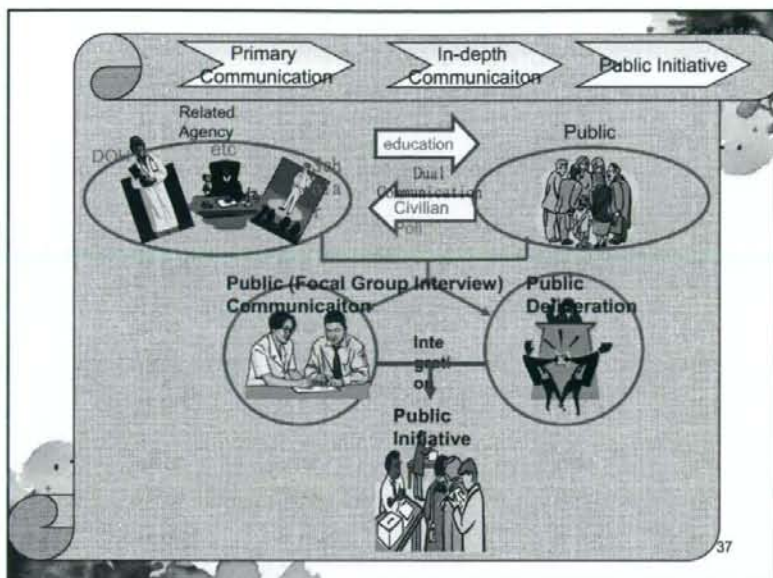 Primary
Communication
In-depth
Communicaiton
Public Initiative
Related
Agency
etc
education
Dual
Communication
Civilian
Poll
Public
Public (Focal Group Interview)
Communicaiton
Public
Deliberation
Inte
grati
on
Public
Initiative
37